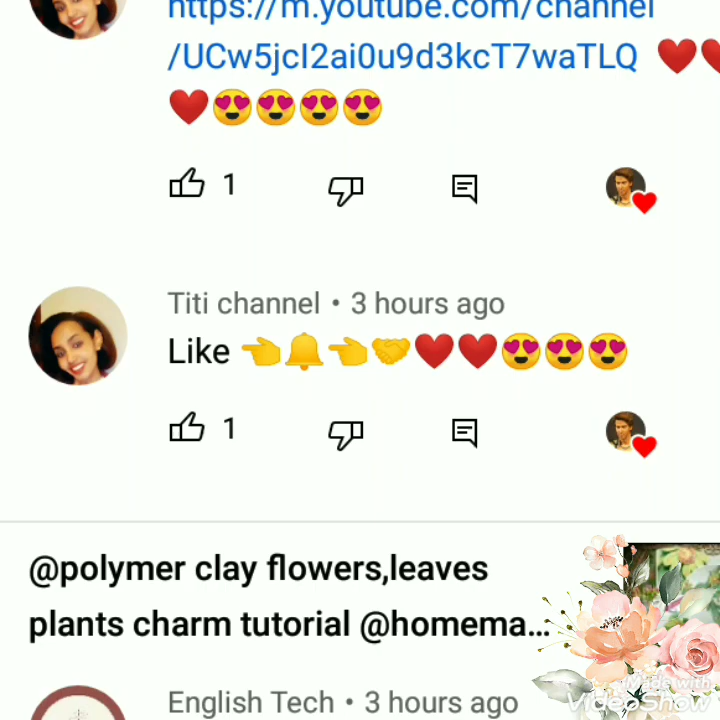 https://m.youtube.com/channel
/UCw5jcI2ai0u9d3kcT7waTLQ ❤️❤️
❤️😍😍😍😍
1
Titi channel • 3 hours ago
Like 👈🔔👈🤝❤️❤️😍😍😍
1
@polymer clay flowers,leaves
plants charm tutorial @homema...
Made with
VideoShow
English Tech • 3 hours ago